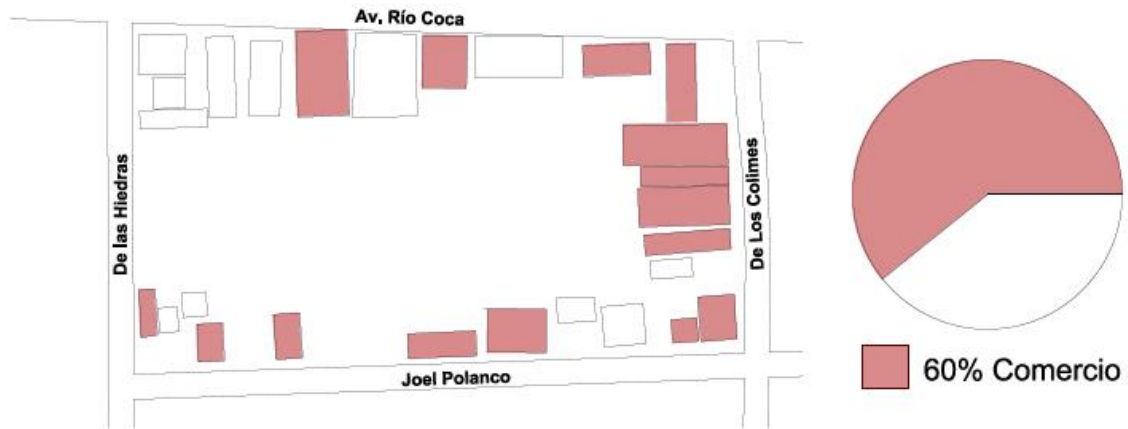 Av. Río Coca
De las Hiedras
De Los Colimes
Joel Polanco
60% Comercio